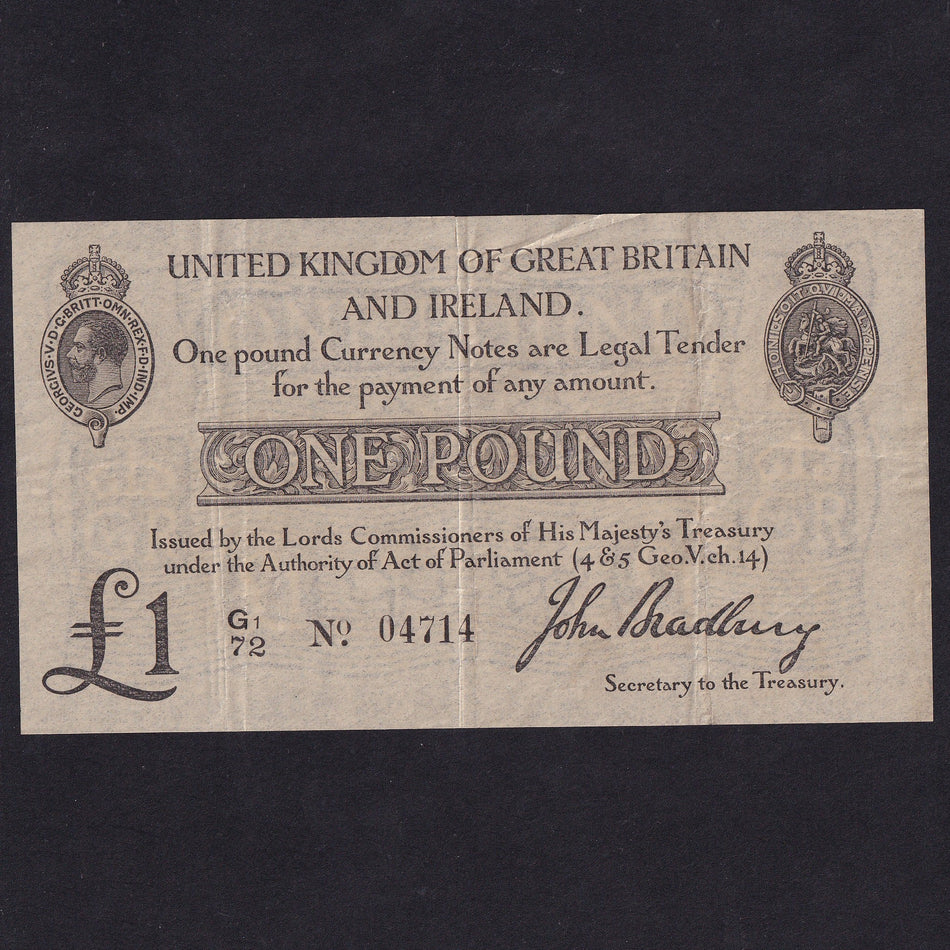 UNITED KINGDOM OF GREAT BRITAIN
AND IRELAND.
One pound Currency Notes are Legal Tender
for the payment of any amount.
GEORGIVS·V·D·G·BRITT·OMN·REX·F·D·IND·IMP·
HONI·SOIT·QVI·MAL·Y·PENSE
ONE POUND
Issued by the Lords Commissioners of His Majesty's Treasury
under the Authority of Act of Parliament (4 & 5 Geo.V.ch.14)
£1
G1
72
No. 04714
John Bradbury
Secretary to the Treasury.